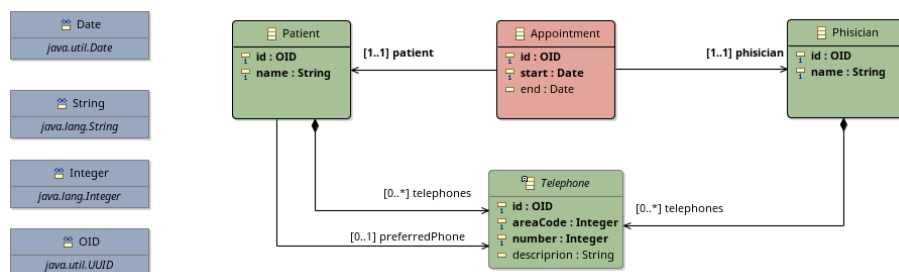 Date
java.util.Date
String
java.lang.String
Integer
java.lang.Integer
OID
java.util.UUID
Patient
id : OID
name : String
[1..1] patient
Appointment
id : OID
start : Date
end : Date
[1..1] phisician
Phisician
id : OID
name : String
[0..*] telephones
[0..1] preferredPhone
Telephone
id : OID
areaCode : Integer
number : Integer
descriprion : String
[0..*] telephones